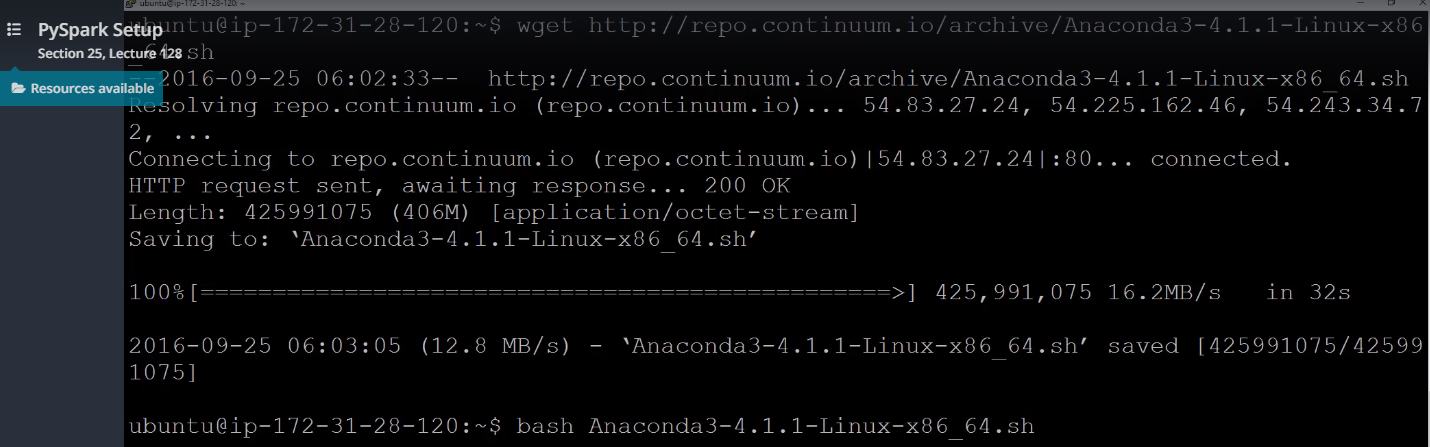 ubuntu@ip-172-31-28-120: ~
ubuntu@ip-172-31-28-120:~$ wget http://repo.continuum.io/archive/Anaconda3-4.1.1-Linux-x86
_64.sh
PySpark Setup
Section 25, Lecture 128
Resources available
--2016-09-25 06:02:33-- http://repo.continuum.io/archive/Anaconda3-4.1.1-Linux-x86_64.sh
Resolving repo.continuum.io (repo.continuum.io)... 54.83.27.24, 54.225.162.46, 54.243.34.7
2, ...
Connecting to repo.continuum.io (repo.continuum.io)|54.83.27.24|:80... connected.
HTTP request sent, awaiting response... 200 OK
Length: 425991075 (406M) [application/octet-stream]
Saving to: ‘Anaconda3-4.1.1-Linux-x86_64.sh’
100%[================================================>] 425,991,075 16.2MB/s in 32s
2016-09-25 06:03:05 (12.8 MB/s) - ‘Anaconda3-4.1.1-Linux-x86_64.sh’ saved [425991075/42599
1075]
ubuntu@ip-172-31-28-120:~$ bash Anaconda3-4.1.1-Linux-x86_64.sh